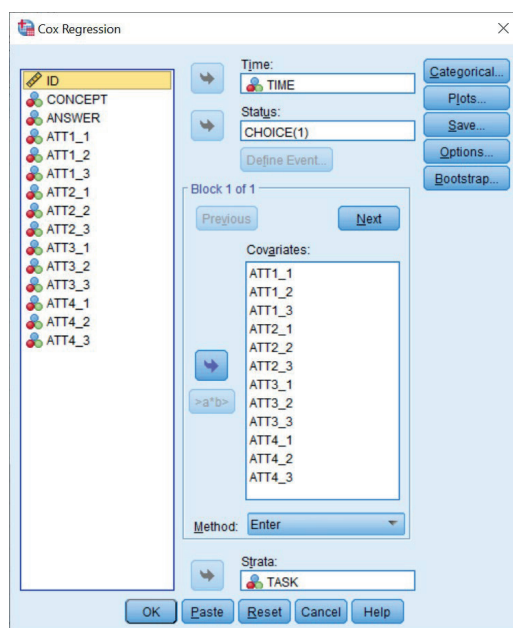 Cox Regression
ID
CONCEPT
ANSWER
ATT1_1
ATT1_2
ATT1_3
ATT2_1
ATT2_2
ATT2_3
ATT3_1
ATT3_2
ATT3_3
ATT4_1
ATT4_2
ATT4_3
Time:
TIME
Status:
CHOICE(1)
Define Event...
Block 1 of 1
Previous
Next
Covariates:
ATT1_1
ATT1_2
ATT1_3
ATT2_1
ATT2_2
ATT2_3
ATT3_1
ATT3_2
ATT3_3
ATT4_1
ATT4_2
ATT4_3
>a*b>
Method: Enter
Strata:
TASK
Categorical...
Plots...
Save...
Options...
Bootstrap...
OK Paste Reset Cancel Help